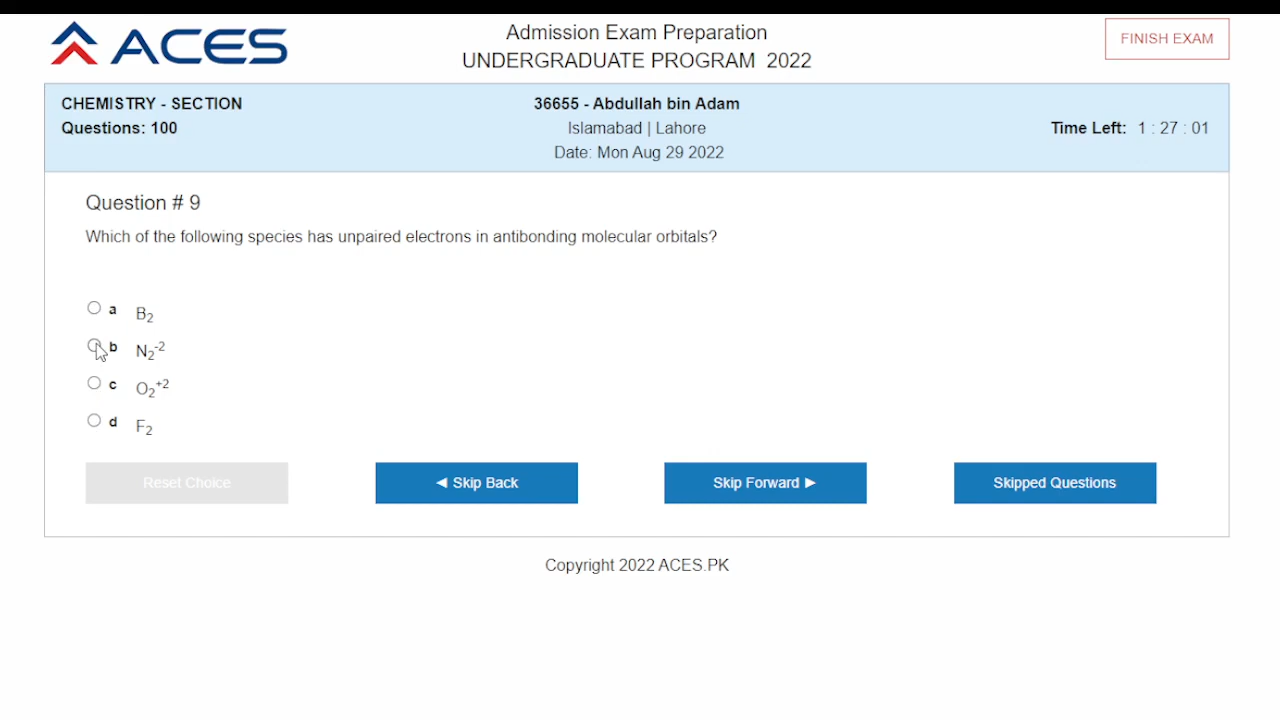 ACES
Admission Exam Preparation
UNDERGRADUATE PROGRAM 2022
FINISH EXAM
CHEMISTRY - SECTION
Questions: 100
36655 - Abdullah bin Adam
Islamabad | Lahore
Date: Mon Aug 29 2022
Time Left: 1 : 27 : 01
Question # 9
Which of the following species has unpaired electrons in antibonding molecular orbitals?
a B₂
b N₂⁻²
c O₂⁺²
d F₂
Reset Choice
◄ Skip Back
Skip Forward ►
Skipped Questions
Copyright 2022 ACES.PK